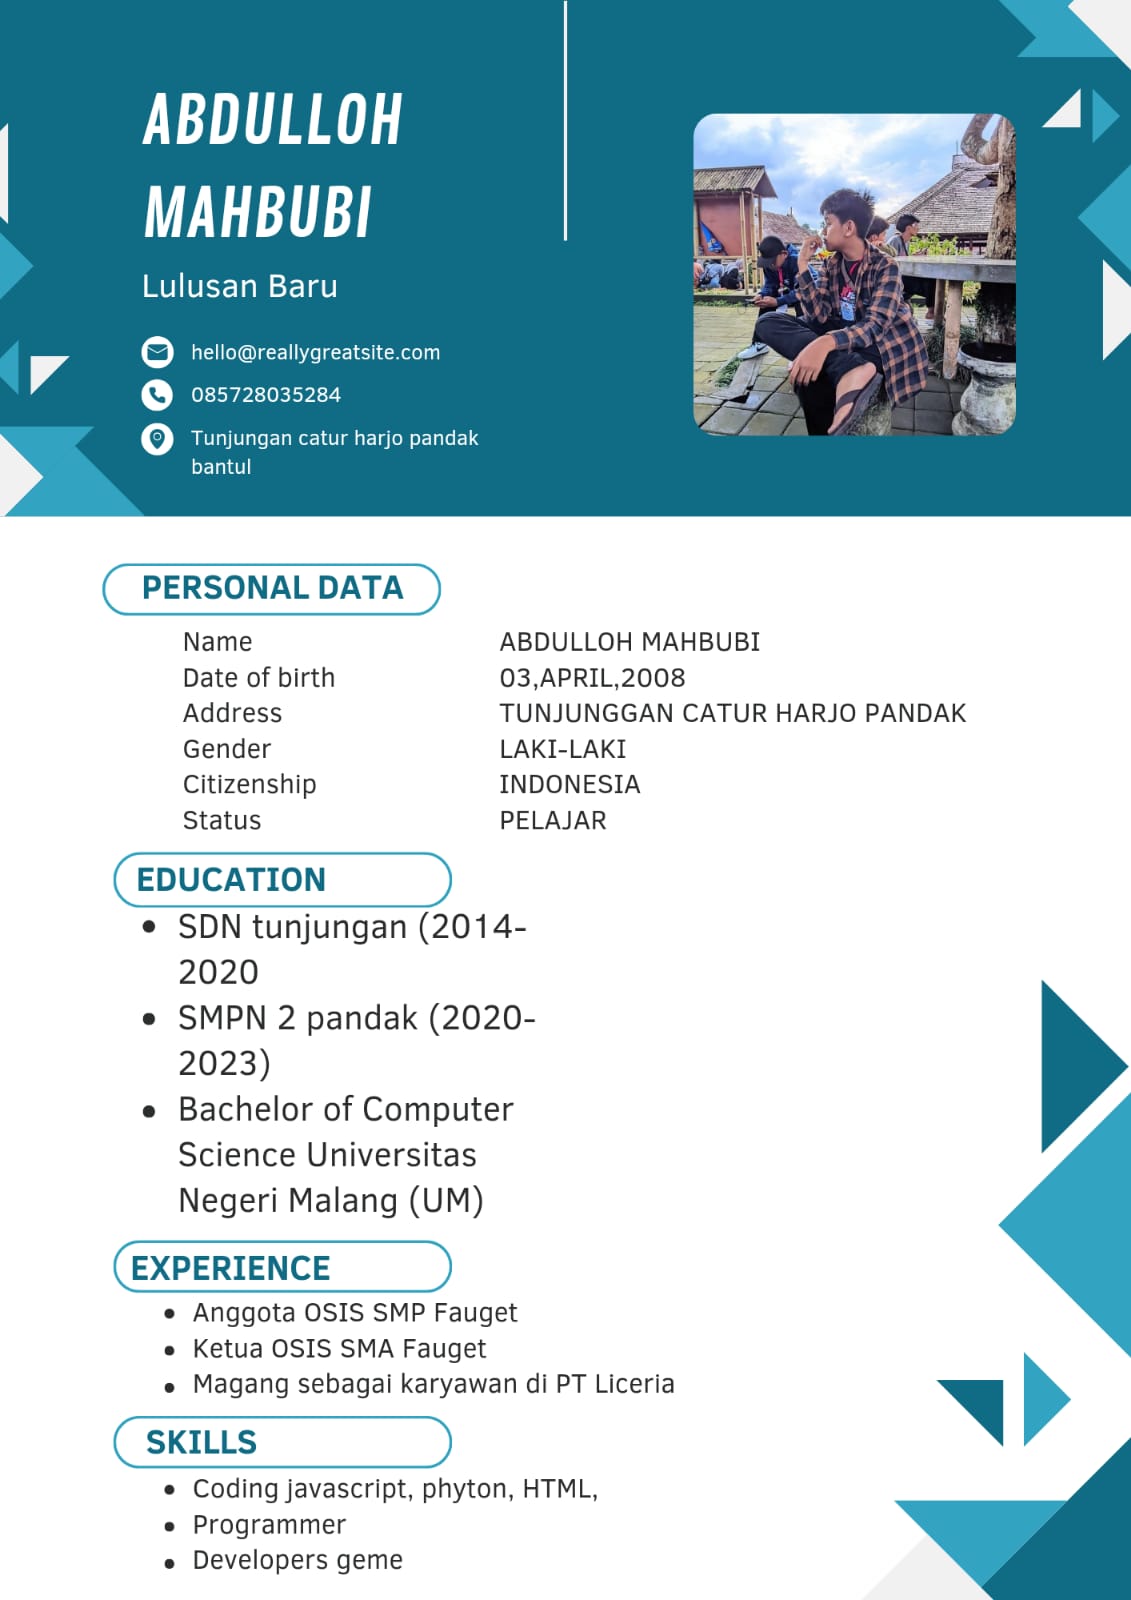 ABDULLOH
MAHBUBI
Lulusan Baru
hello@reallygreatsite.com
085728035284
Tunjungan catur harjo pandak
bantul
PERSONAL DATA
Name ABDULLOH MAHBUBI
Date of birth 03,APRIL,2008
Address TUNJUNGGAN CATUR HARJO PANDAK
Gender LAKI-LAKI
Citizenship INDONESIA
Status PELAJAR
EDUCATION
• SDN tunjungan (2014-
2020
• SMPN 2 pandak (2020-
2023)
• Bachelor of Computer
Science Universitas
Negeri Malang (UM)
EXPERIENCE
• Anggota OSIS SMP Fauget
• Ketua OSIS SMA Fauget
• Magang sebagai karyawan di PT Liceria
SKILLS
• Coding javascript, phyton, HTML,
• Programmer
• Developers geme